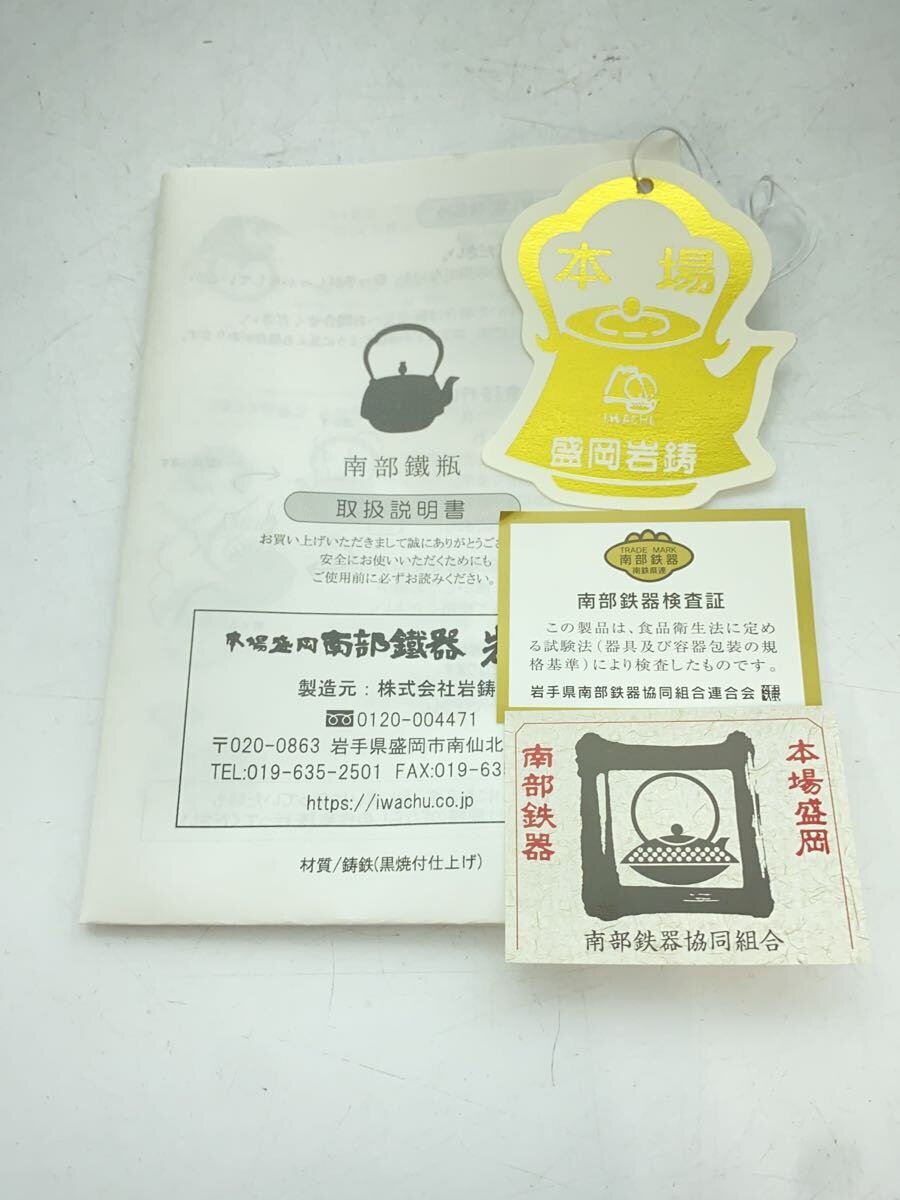 南部鐵瓶
取扱説明書
お買い上げいただきまして誠にありがとうご
安全にお使いいただくためにも
ご使用前に必ずお読みください。
本場盛岡 南部鐵器 岩
製造元：株式会社岩鋳
0120-004471
〒020-0863 岩手県盛岡市南仙北
TEL:019-635-2501 FAX:019-63
https://iwachu.co.jp
材質/鋳鉄(黒焼付仕上げ)
本場
IWACHU
盛岡岩鋳
TRADE MARK
南部鉄器
南鉄県連
南部鉄器検査証
この製品は、食品衛生法に定め
る試験法(器具及び容器包装の規
格基準)により検査したものです。
岩手県南部鉄器協同組合連合会
本場盛岡
南部鉄器
南部鉄器協同組合